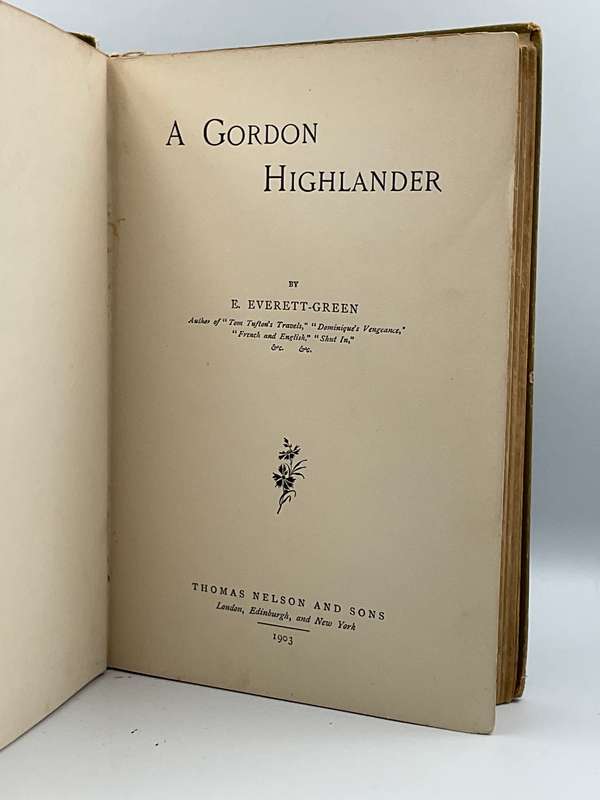 A GORDON
HIGHLANDER
BY
E. EVERETT-GREEN
Author of "Tom Tufton's Travels," "Dominique's Vengeance,"
"French and English," "Shut In,"
&c. &c.
THOMAS NELSON AND SONS
London, Edinburgh, and New York
1903